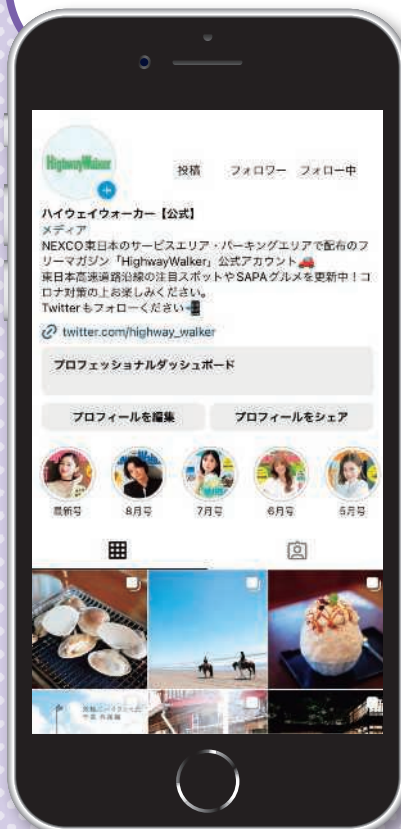 HighwayWalker
投稿 フォロワー フォロー中
ハイウェイウォーカー【公式】
メディア
NEXCO東日本のサービスエリア・パーキングエリアで配布のフ
リーマガジン「HighwayWalker」公式アカウント
東日本高速道路沿線の注目スポットやSAPAグルメを更新中！コ
ロナ対策の上お楽しみください。
Twitterもフォローください
twitter.com/highway_walker
プロフェッショナルダッシュボード
プロフィールを編集 プロフィールをシェア
最新号 8月号 7月号 6月号 5月号